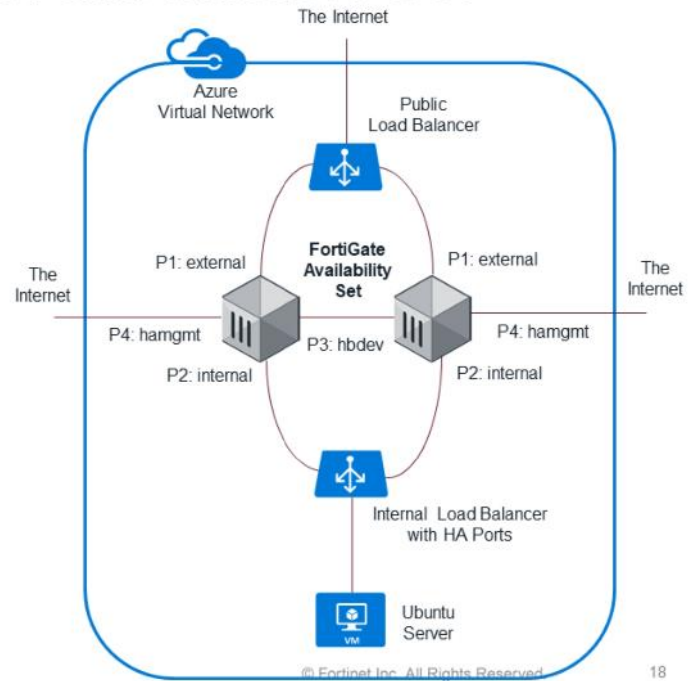 The Internet
Azure
Virtual Network
Public
Load Balancer
P1: external
FortiGate
Availability
Set
P1: external
The
Internet
The
Internet
P4: hamgmt
P3: hbdev
P4: hamgmt
P2: internal
P2: internal
Internal Load Balancer
with HA Ports
VM
Ubuntu
Server
© Fortinet Inc. All Rights Reserved.
18